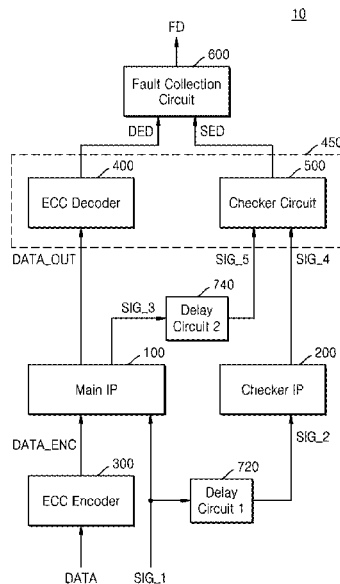 10
FD
600
Fault Collection
Circuit
DED
SED
450
400
500
ECC Decoder
Checker Circuit
DATA_OUT
SIG_5
SIG_4
740
SIG_3
Delay
Circuit 2
100
200
Main IP
Checker IP
DATA_ENC
SIG_2
300
720
ECC Encoder
Delay
Circuit 1
DATA
SIG_1